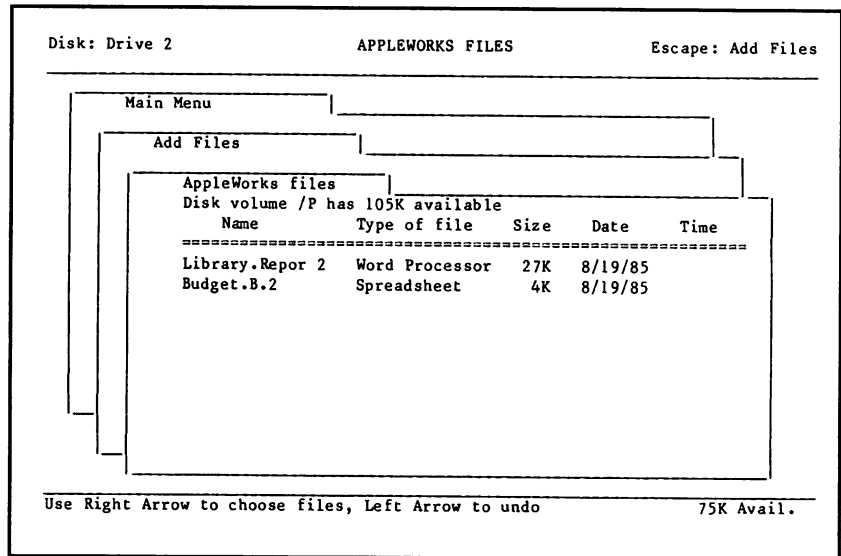 Disk: Drive 2 APPLEWORKS FILES Escape: Add Files
Main Menu
Add Files
AppleWorks files
Disk volume /P has 105K available
Name Type of file Size Date Time
==========================================================
Library.Repor 2 Word Processor 27K 8/19/85
Budget.B.2 Spreadsheet 4K 8/19/85
Use Right Arrow to choose files, Left Arrow to undo 75K Avail.